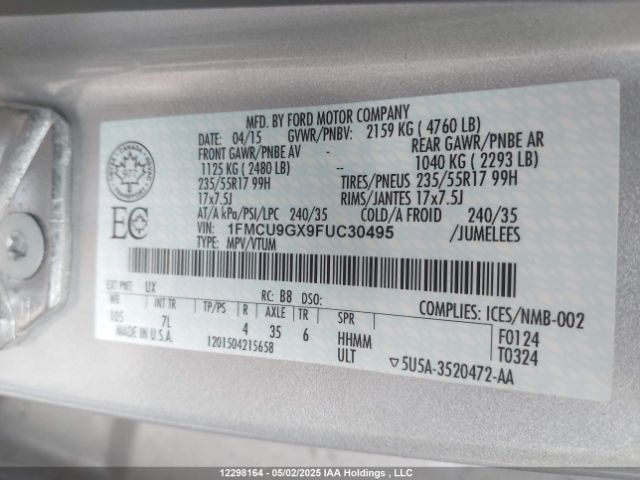 MFD. BY FORD MOTOR COMPANY
DATE: 04/15 GVWR/PNBV: 2159 KG ( 4760 LB)
FRONT GAWR/PNBE AV - REAR GAWR/PNBE AR
1125 KG ( 2480 LB) -- 1040 KG ( 2293 LB)
235/55R17 99H TIRES/PNEUS 235/55R17 99H
17x7.5J RIMS/JANTES 17x7.5J
AT/A kPa/PSI/LPC 240/35 COLD/A FROID 240/35
EC VIN: 1FMCU9GX9FUC30495 /JUMELEES
TYPE: MPV/VTUM
EXT PNT: UX RC: B8 DSO: COMPLIES: ICES/NMB-002
WB INT TR TP/PS R AXLE TR SPR F0124
105 7L 4 35 6 HHMM T0324
MADE IN U.S.A. 1201504215658 ULT ▽5U5A-3520472-AA
12298164 - 05/02/2025 IAA Holdings , LLC